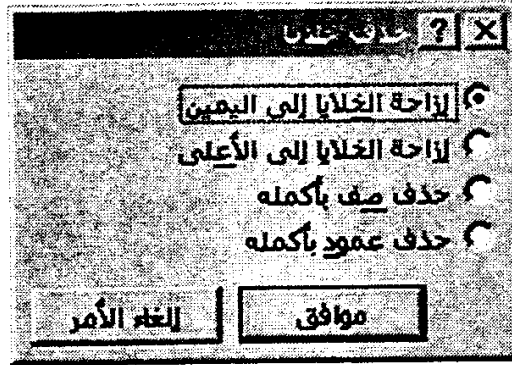 حذف خلايا
إزاحة الخلايا إلى اليمين
إزاحة الخلايا إلى الأعلى
حذف صف بأكمله
حذف عمود بأكمله
موافق
إلغاء الأمر